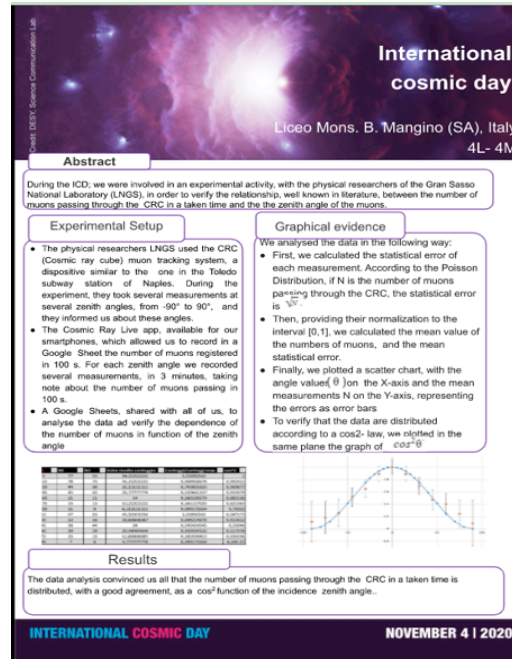 Credit: DESY, Science Communication Lab
International
cosmic day
Liceo Mons. B. Mangino (SA), Italy
4L- 4M
Abstract
During the ICD; we were involved in an experimental activity, with the physical researchers of the Gran Sasso
National Laboratory (LNGS), in order to verify the relationship, well known in literature, between the number of
muons passing through the CRC in a taken time and the the zenith angle of the muons.
Experimental Setup
● The physical researchers LNGS used the CRC
(Cosmic ray cube) muon tracking system, a
dispositive similar to the one in the Toledo
subway station of Naples. During the
experiment, they took several measurements at
several zenith angles, from -90° to 90°, and
they informed us about these angles.
● The Cosmic Ray Live app, available for our
smartphones, which allowed us to record in a
Google Sheet the number of muons registered
in 100 s. For each zenith angle we recorded
several measurements, in 3 minutes, taking
note about the number of muons passing in
100 s.
● A Google Sheets, shared with all of us, to
analyse the data ad verify the dependence of
the number of muons in function of the zenith
angle
Graphical evidence
We analysed the data in the following way:
● First, we calculated the statistical error of
each measurement. According to the Poisson
Distribution, if N is the number of muons
passing through the CRC, the statistical error
is √N.
● Then, providing their normalization to the
interval [0,1], we calculated the mean value of
the numbers of muons, and the mean
statistical error.
● Finally, we plotted a scatter chart, with the
angle values(θ) on the X-axis and the mean
measurements N on the Y-axis, representing
the errors as error bars
● To verify that the data are distributed
according to a cos2- law, we plotted in the
same plane the graph of cos²θ
Results
The data analysis convinced us all that the number of muons passing through the CRC in a taken time is
distributed, with a good agreement, as a cos² function of the incidence zenith angle..
INTERNATIONAL COSMIC DAY
NOVEMBER 4 | 2020